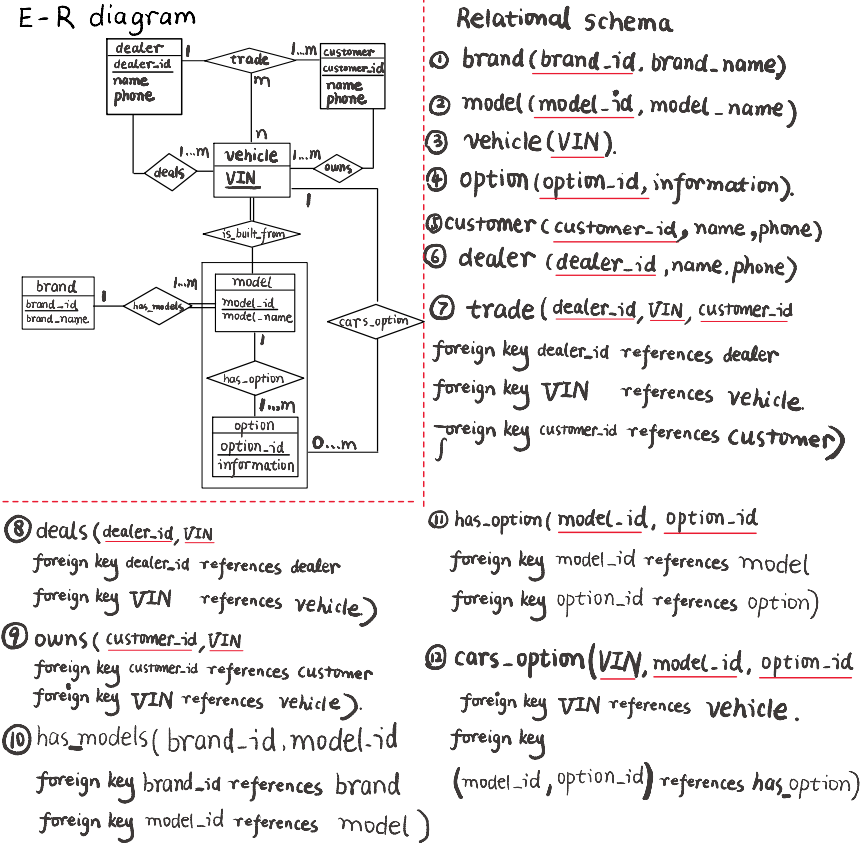 E-R diagram
dealer
dealer_id
name
phone
1
trade
1...m
customer
customer_id
name
phone
m
n
1...m
deals
vehicle
VIN
1...m
owns
1
is_built_from
brand
brand_id
brand_name
1
has_models
1...m
model
model_id
model_name
cars_option
1
has_option
1...m
option
option_id
information
0...m
Relational schema
① brand (brand_id, brand_name)
② model (model_id, model_name)
③ vehicle (VIN).
④ option (option_id, information).
⑤ customer (customer_id, name, phone)
⑥ dealer (dealer_id, name, phone)
⑦ trade (dealer_id, VIN, customer_id
foreign key dealer_id references dealer
foreign key VIN references vehicle.
foreign key customer_id references customer)
⑧ deals (dealer_id, VIN
foreign key dealer_id references dealer
foreign key VIN references vehicle.)
⑨ owns (customer_id, VIN
foreign key customer_id references customer
foreign key VIN references vehicle).
⑩ has_models (brand_id, model-id
foreign key brand_id references brand
foreign key model_id references model)
⑪ has_option (model_id, option_id
foreign key model_id references model
foreign key option_id references option)
⑫ cars_option (VIN, model_id, option_id
foreign key VIN references vehicle.
foreign key
(model_id, option_id) references has_option)